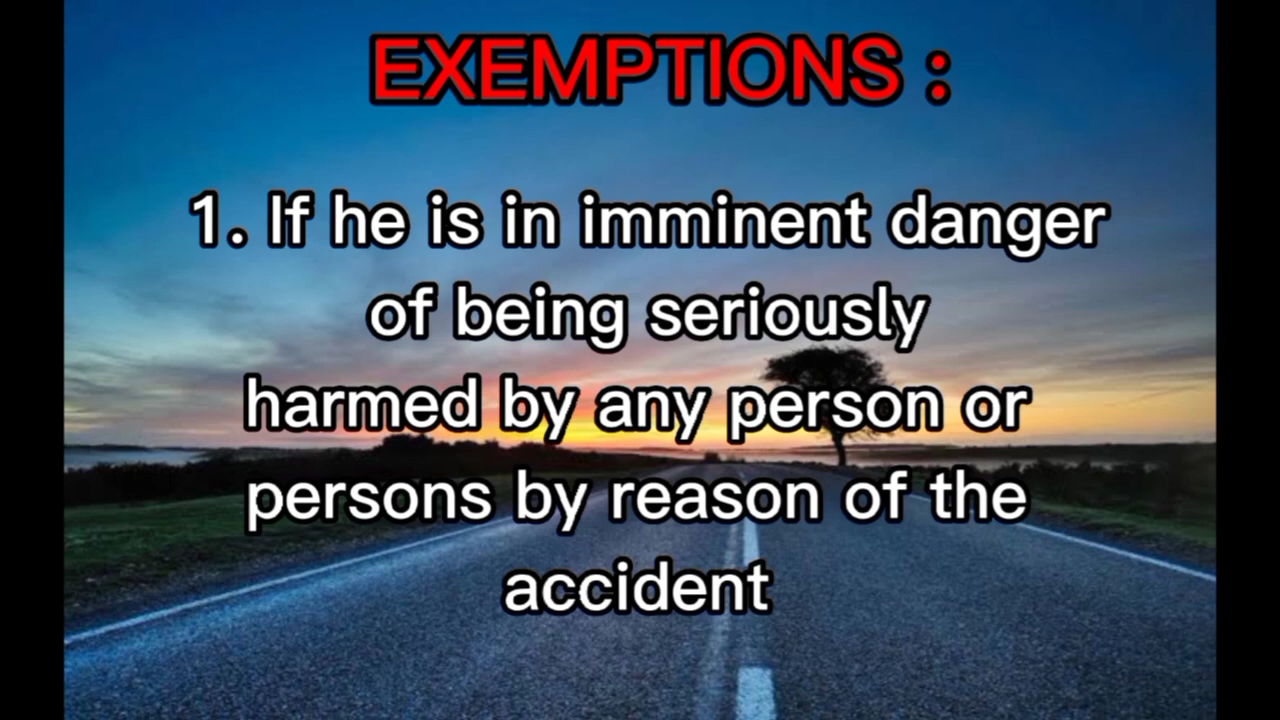 EXEMPTIONS :
1. If he is in imminent danger
of being seriously
harmed by any person or
persons by reason of the
accident